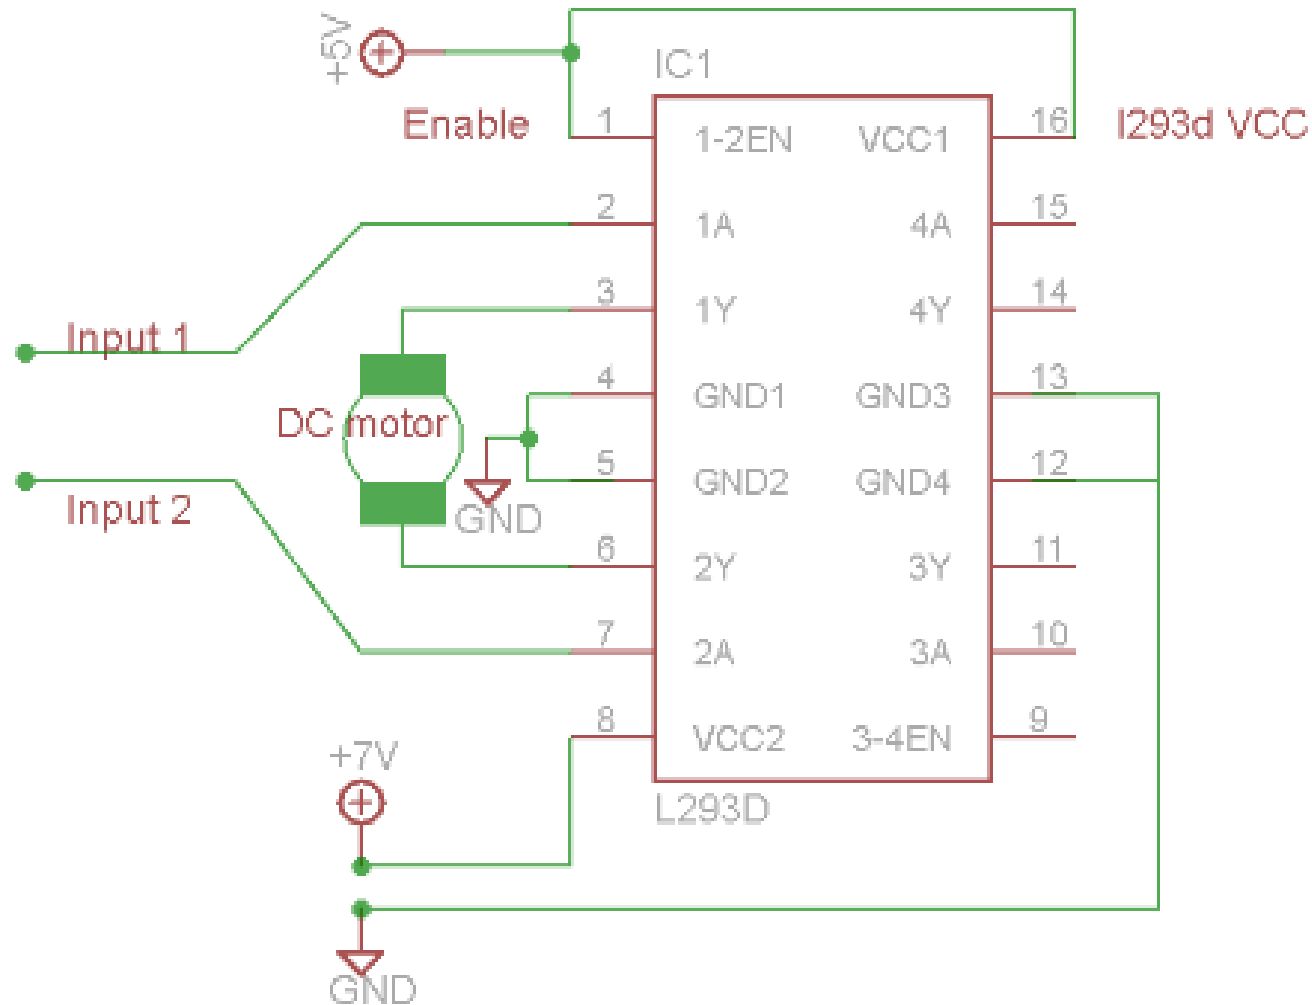 +5V
IC1
Enable
1
1-2EN
VCC1
16
l293d VCC
2
1A
4A
15
3
1Y
4Y
14
Input 1
4
GND1
GND3
13
DC motor
5
GND2
GND4
12
Input 2
GND
6
2Y
3Y
11
7
2A
3A
10
8
VCC2
3-4EN
9
+7V
L293D
GND